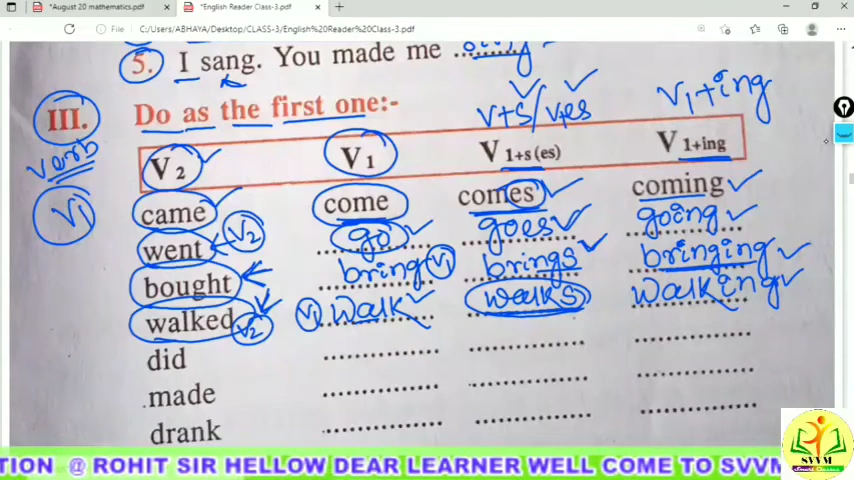 *August 20 mathematics.pdf
*English Reader Class-3.pdf
File
C:/Users/ABHAYA/Desktop/CLASS-3/English%20Reader%20Class-3.pdf
5. I sang. You made me
III. Do as the first one:-
V+s/V+es V1+ing
verb
V1
V2 V1 V1+s(es) V1+ing
came come comes coming
went V2 go goes going
bought bring V1 brings bringing
walked V2 V1 walk walks walking
did
made
drank
TION @ ROHIT SIR HELLOW DEAR LEARNER WELL COME TO SVVM
SVVM
Smart Classes